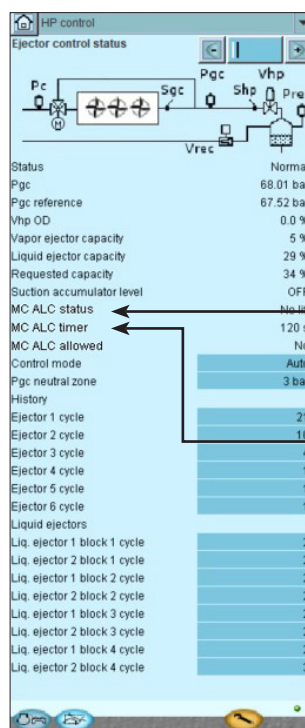 HP control
Ejector control status
Pc
Sgc
Pgc
Shp
Vhp
Pre
M
Vrec
Status Norma
Pgc 68.01 ba
Pgc reference 67.52 ba
Vhp OD 0.0 %
Vapor ejector capacity 5 %
Liquid ejector capacity 29 %
Requested capacity 34 %
Suction accumulator level OFF
MC ALC status
MC ALC timer 120 s
MC ALC allowed No
Control mode Auto
Pgc neutral zone 3 ba
History
Ejector 1 cycle
Ejector 2 cycle
Ejector 3 cycle
Ejector 4 cycle
Ejector 5 cycle
Ejector 6 cycle
Liquid ejectors
Liq. ejector 1 block 1 cycle
Liq. ejector 2 block 1 cycle
Liq. ejector 1 block 2 cycle
Liq. ejector 2 block 2 cycle
Liq. ejector 1 block 3 cycle
Liq. ejector 2 block 3 cycle
Liq. ejector 1 block 4 cycle
Liq. ejector 2 block 4 cycle